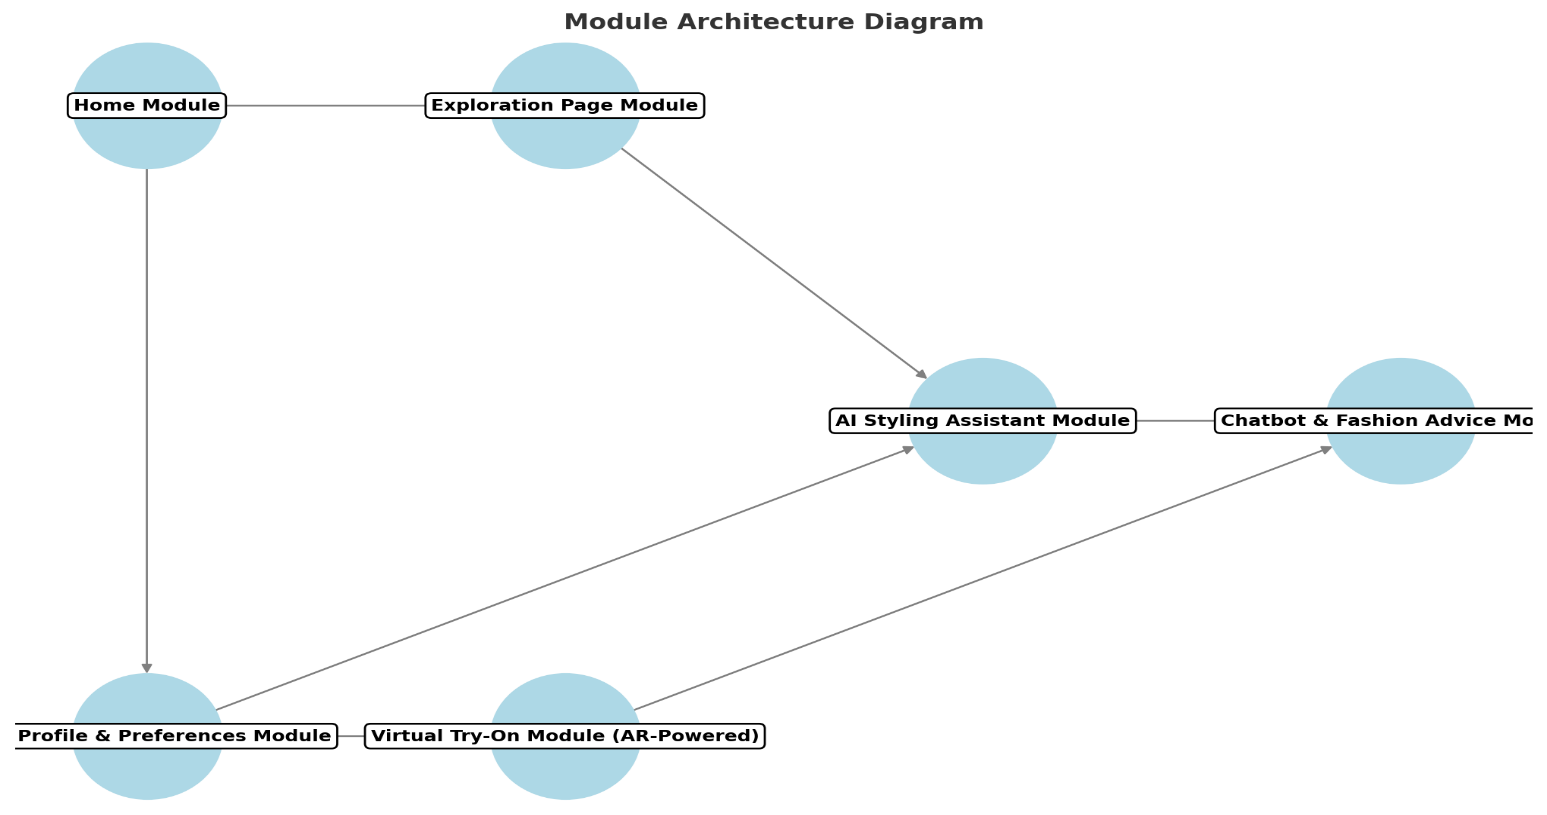 Module Architecture Diagram
Home Module
Exploration Page Module
AI Styling Assistant Module
Chatbot & Fashion Advice Mo
Profile & Preferences Module
Virtual Try-On Module (AR-Powered)